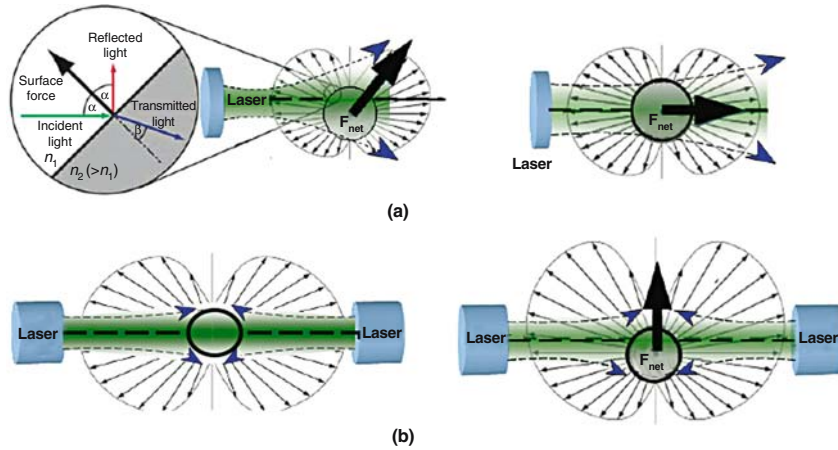 Reflected
light
Surface
force
α
α
Transmitted
light
β
Incident
light
n1
n2 (>n1)
Laser
Fnet
Fnet
Laser
(a)
Laser
Laser
Laser
Fnet
Laser
(b)